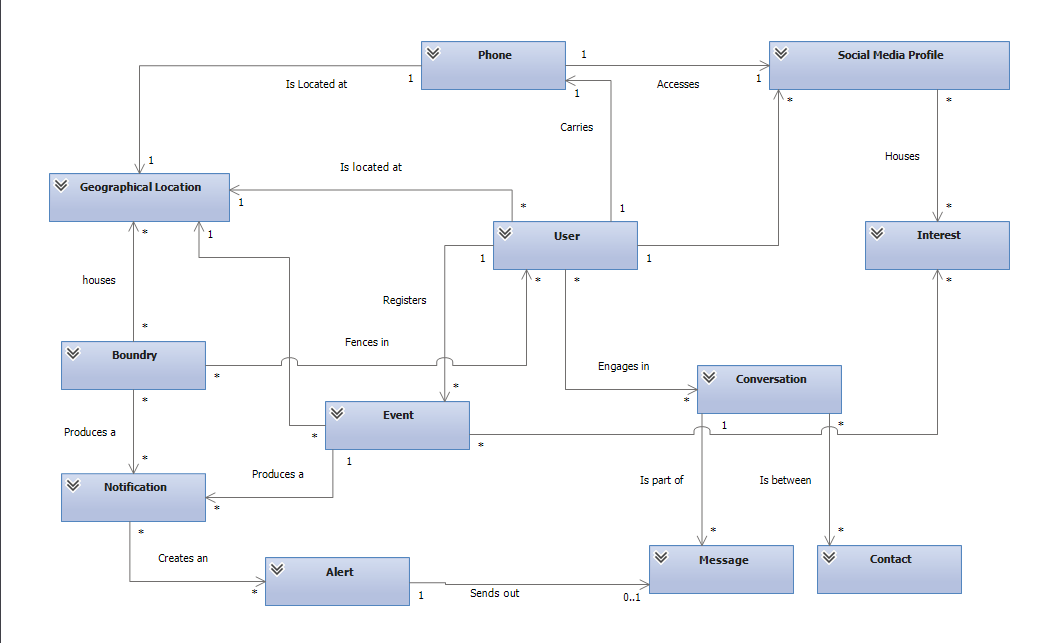 Phone
1
Social Media Profile
Is Located at
1
Accesses
1
*
*
1
Carries
Houses
1
Is located at
Geographical Location
1
*
1
*
*
1
User
Interest
1
1
houses
*
*
*
Registers
*
Boundry
Fences in
*
Engages in
Conversation
*
*
*
Event
1
*
Produces a
*
*
*
1
Produces a
Is part of
Is between
Notification
*
*
*
*
Creates an
Message
Contact
Alert
*
1
Sends out
0..1